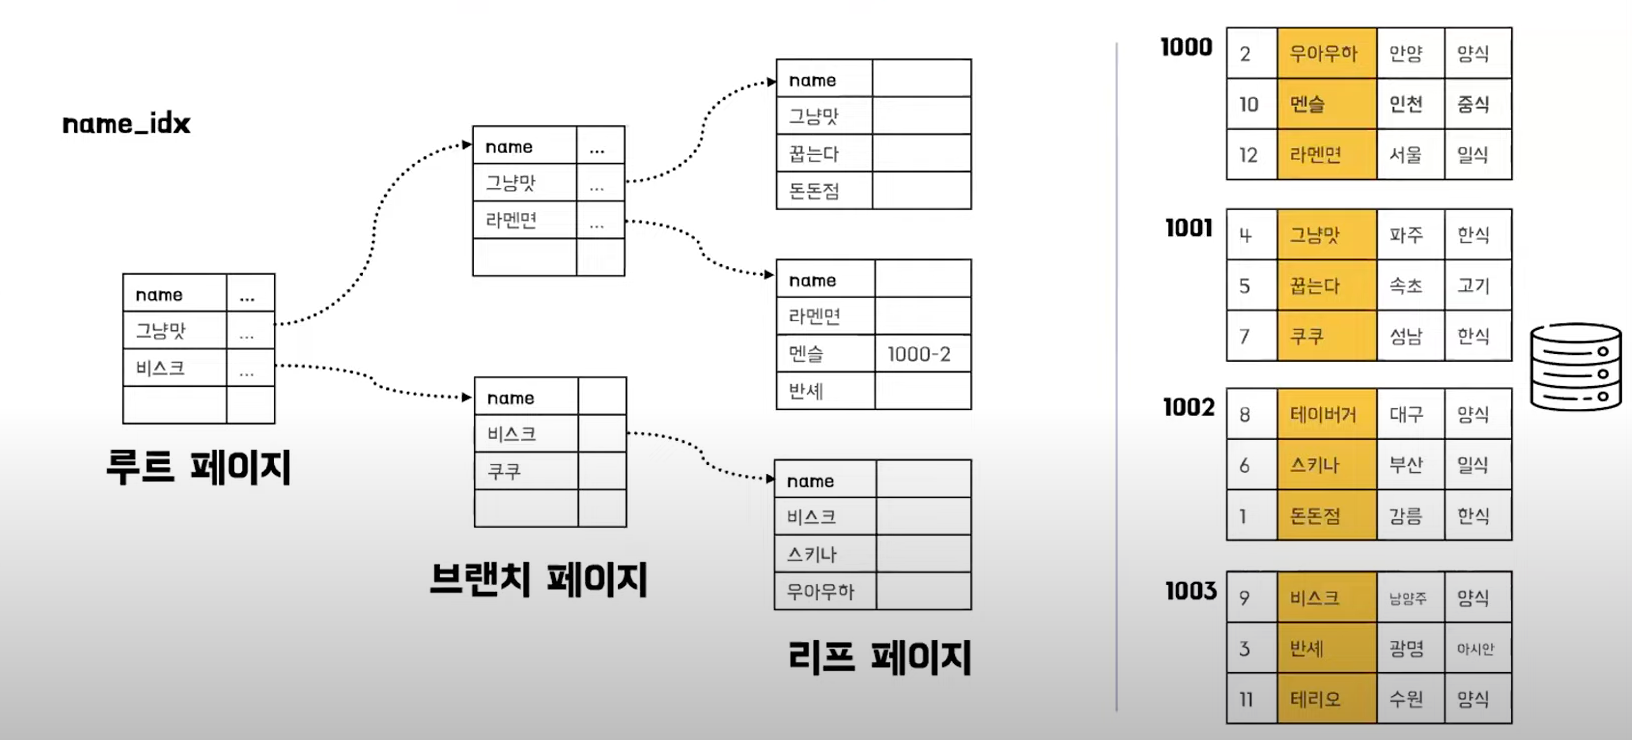 name_idx
name ...
그냥맛 ...
비스크 ...
루트 페이지
name ...
그냥맛 ...
라멘면 ...
name
비스크
쿠쿠
브랜치 페이지
name
그냥맛
꿉는다
돈돈점
name
라멘면
멘슬 1000-2
반셰
name
비스크
스키나
우아우하
리프 페이지
1000
2 우아우하 안양 양식
10 멘슬 인천 중식
12 라멘면 서울 일식
1001
4 그냥맛 파주 한식
5 꿉는다 속초 고기
7 쿠쿠 성남 한식
1002
8 테이버거 대구 양식
6 스키나 부산 일식
1 돈돈점 강릉 한식
1003
9 비스크 남양주 양식
3 반셰 광명 아시안
11 테리오 수원 양식